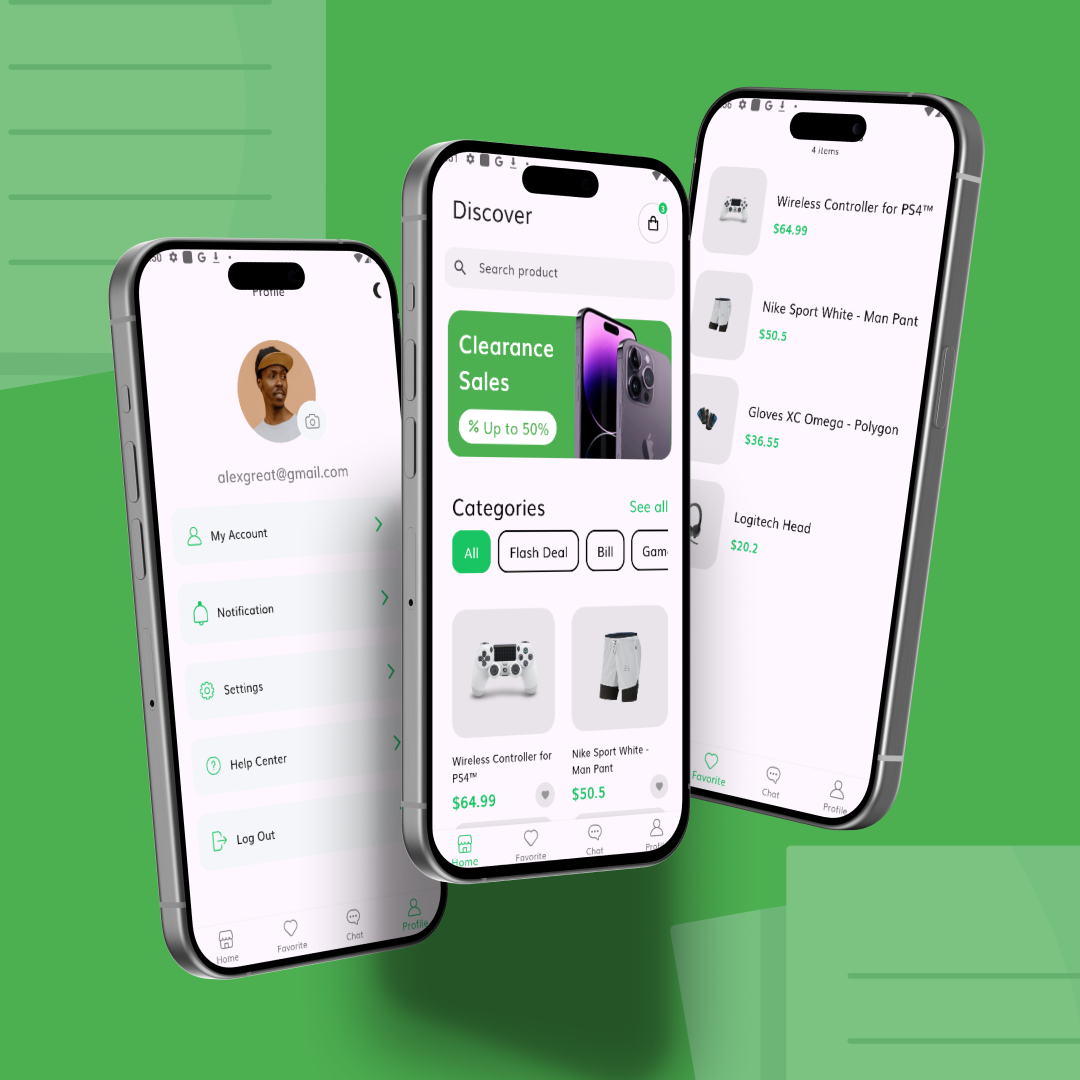 Profile
alexgreat@gmail.com
My Account
Notification
Settings
Help Center
Log Out
Home
Favorite
Chat
Profile
G
Discover
3
Search product
Clearance
Sales
% Up to 50%
Categories
See all
All
Flash Deal
Bill
Gam
Wireless Controller for
PS4™
$64.99
Nike Sport White -
Man Pant
$50.5
Home
Favorite
Chat
G
4 items
Wireless Controller for PS4™
$64.99
Nike Sport White - Man Pant
$50.5
Gloves XC Omega - Polygon
$36.55
Logitech Head
$20.2
Favorite
Chat
Profile